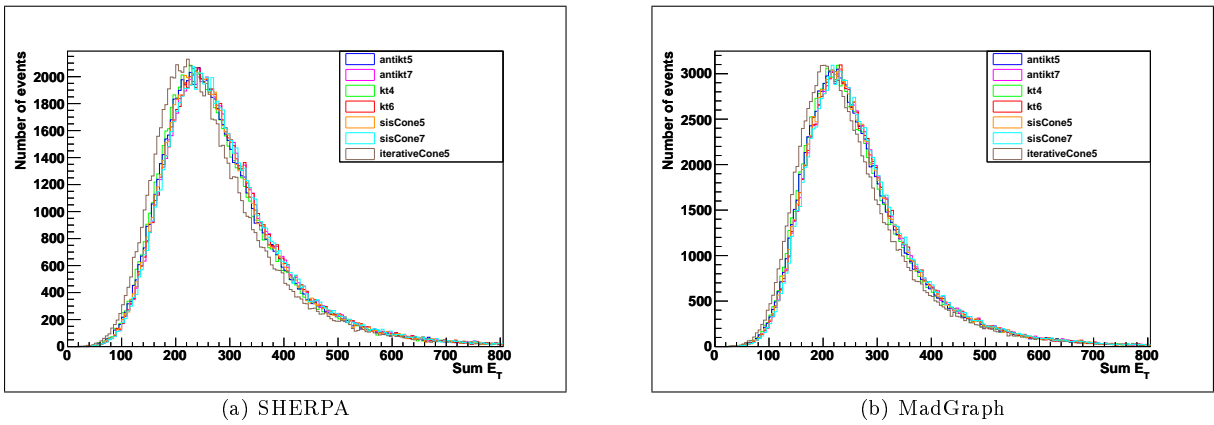 Number of events
2000
1800
1600
1400
1200
1000
800
600
400
200
0
0 100 200 300 400 500 600 700 800
Sum E_T
antikt5
antikt7
kt4
kt6
sisCone5
sisCone7
iterativeCone5
(a) SHERPA
Number of events
3000
2500
2000
1500
1000
500
0
0 100 200 300 400 500 600 700 800
Sum E_T
antikt5
antikt7
kt4
kt6
sisCone5
sisCone7
iterativeCone5
(b) MadGraph